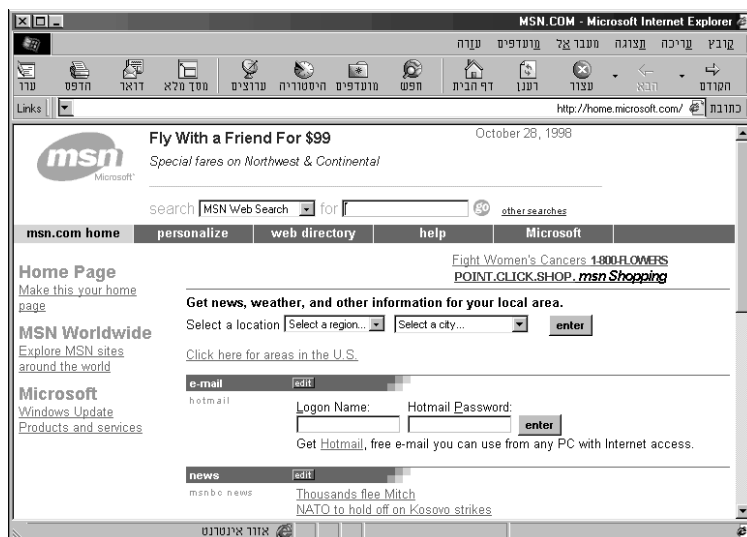 MSN.COM - Microsoft Internet Explorer
קובץ עריכה תצוגה מעבר אל מועדפים עזרה
הקודם הבא עצור רענן דף הבית חפש מועדפים היסטוריה ערוצים מסך מלא דואר הדפס ערו
כתובת http://home.microsoft.com/ Links
msn
Microsoft
Fly With a Friend For $99
October 28, 1998
Special fares on Northwest & Continental
search MSN Web Search for go other searches
msn.com home personalize web directory help Microsoft
Fight Women's Cancers 1-800-FLOWERS
POINT.CLICK.SHOP. msn Shopping
Home Page
Make this your home
page
MSN Worldwide
Explore MSN sites
around the world
Microsoft
Windows Update
Products and services
Get news, weather, and other information for your local area.
Select a location Select a region... Select a city... enter
Click here for areas in the U.S.
e-mail edit
hotmail
Logon Name: Hotmail Password:
enter
Get Hotmail, free e-mail you can use from any PC with Internet access.
news edit
msnbc news
Thousands flee Mitch
NATO to hold off on Kosovo strikes
אזור אינטרנט